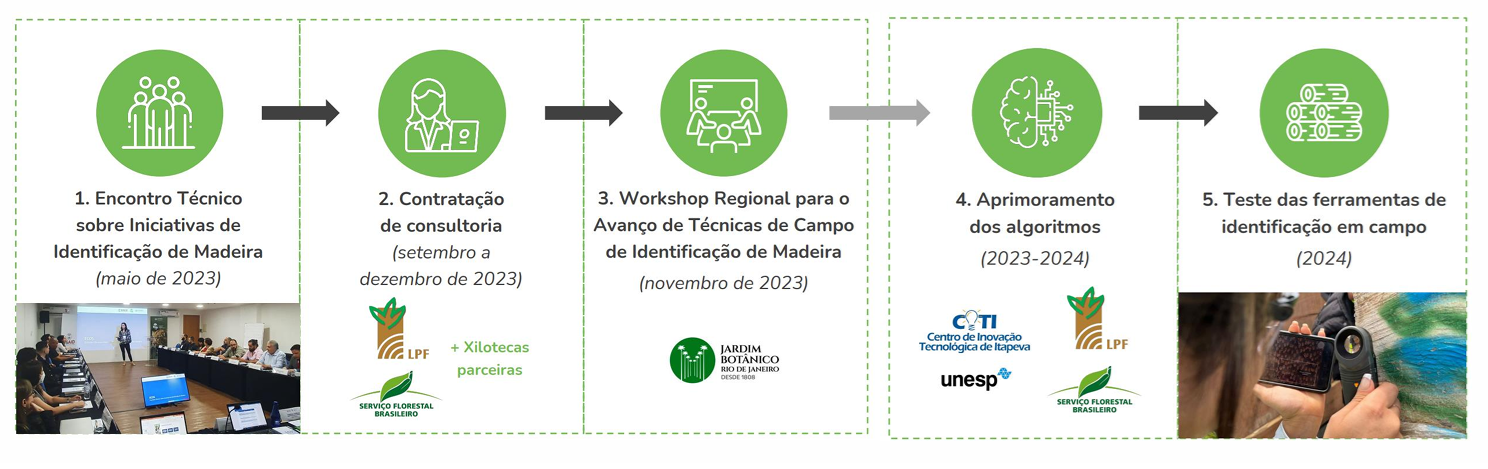 1. Encontro Técnico
sobre Iniciativas de
Identificação de Madeira
(maio de 2023)
2. Contratação
de consultoria
(setembro a
dezembro de 2023)
LPF
+ Xilotecas
parceiras
SERVIÇO FLORESTAL
BRASILEIRO
3. Workshop Regional para o
Avanço de Técnicas de Campo
de Identificação de Madeira
(novembro de 2023)
JARDIM
BOTÂNICO
RIO DE JANEIRO
DESDE 1808
4. Aprimoramento
dos algoritmos
(2023-2024)
CITI
Centro de Inovação
Tecnológica de Itapeva
unesp
LPF
SERVIÇO FLORESTAL
BRASILEIRO
5. Teste das ferramentas de
identificação em campo
(2024)